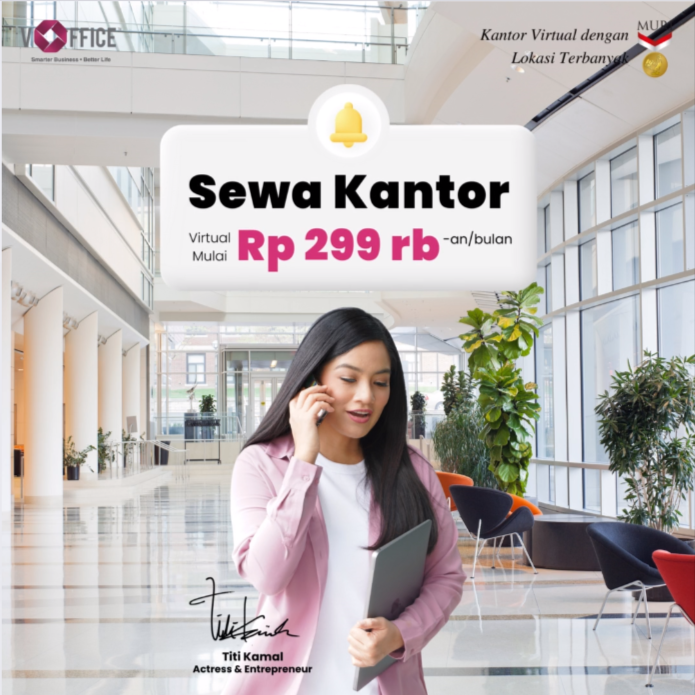 VIOFFICE
Smarter Business • Better Life
Kantor Virtual dengan
Lokasi Terbanyak
MURI
Sewa Kantor
Virtual
Mulai
Rp 299 rb
-an/bulan
Titi Kamal
Actress & Entrepreneur